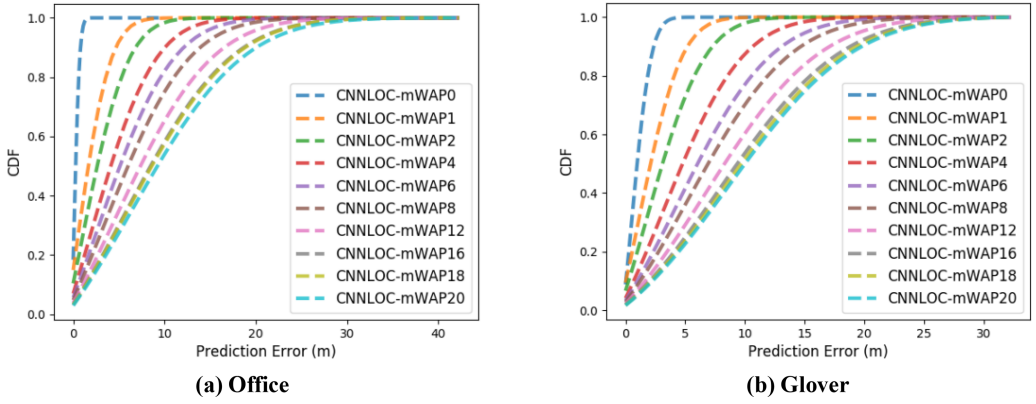 1.0
0.8
0.6
0.4
0.2
0.0
CDF
CNNLOC-mWAP0
CNNLOC-mWAP1
CNNLOC-mWAP2
CNNLOC-mWAP4
CNNLOC-mWAP6
CNNLOC-mWAP8
CNNLOC-mWAP12
CNNLOC-mWAP16
CNNLOC-mWAP18
CNNLOC-mWAP20
0 10 20 30 40
Prediction Error (m)
(a) Office
1.0
0.8
0.6
0.4
0.2
0.0
CDF
CNNLOC-mWAP0
CNNLOC-mWAP1
CNNLOC-mWAP2
CNNLOC-mWAP4
CNNLOC-mWAP6
CNNLOC-mWAP8
CNNLOC-mWAP12
CNNLOC-mWAP16
CNNLOC-mWAP18
CNNLOC-mWAP20
0 5 10 15 20 25 30
Prediction Error (m)
(b) Glover